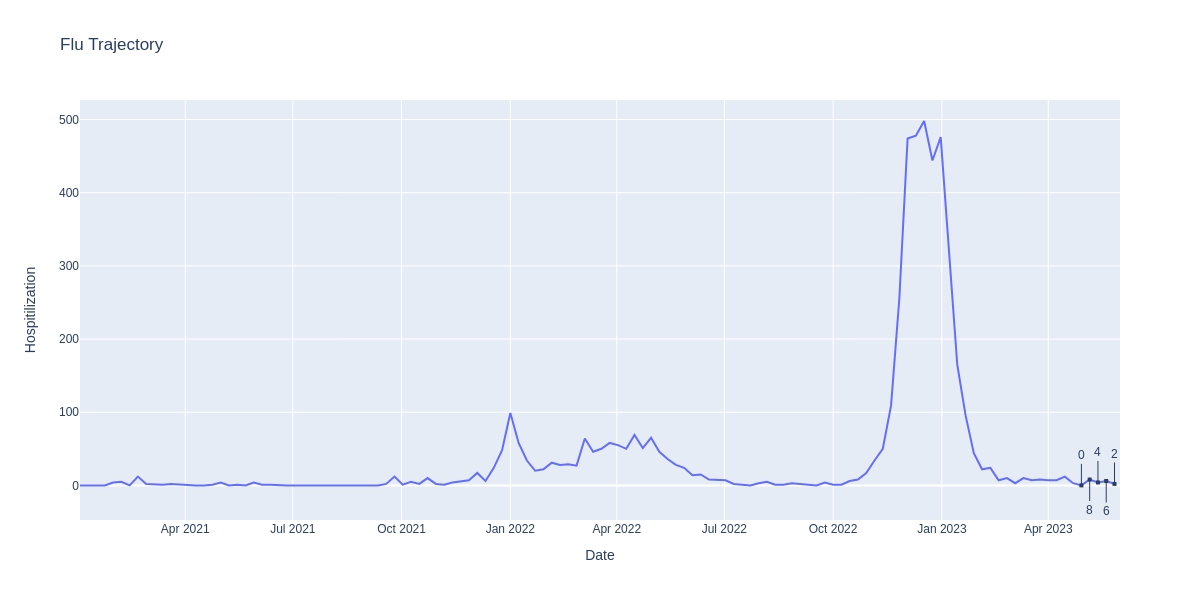 Flu Trajectory
Hospitilization
500
400
300
200
100
0
0 4 2
8 6
Apr 2021 Jul 2021 Oct 2021 Jan 2022 Apr 2022 Jul 2022 Oct 2022 Jan 2023 Apr 2023
Date